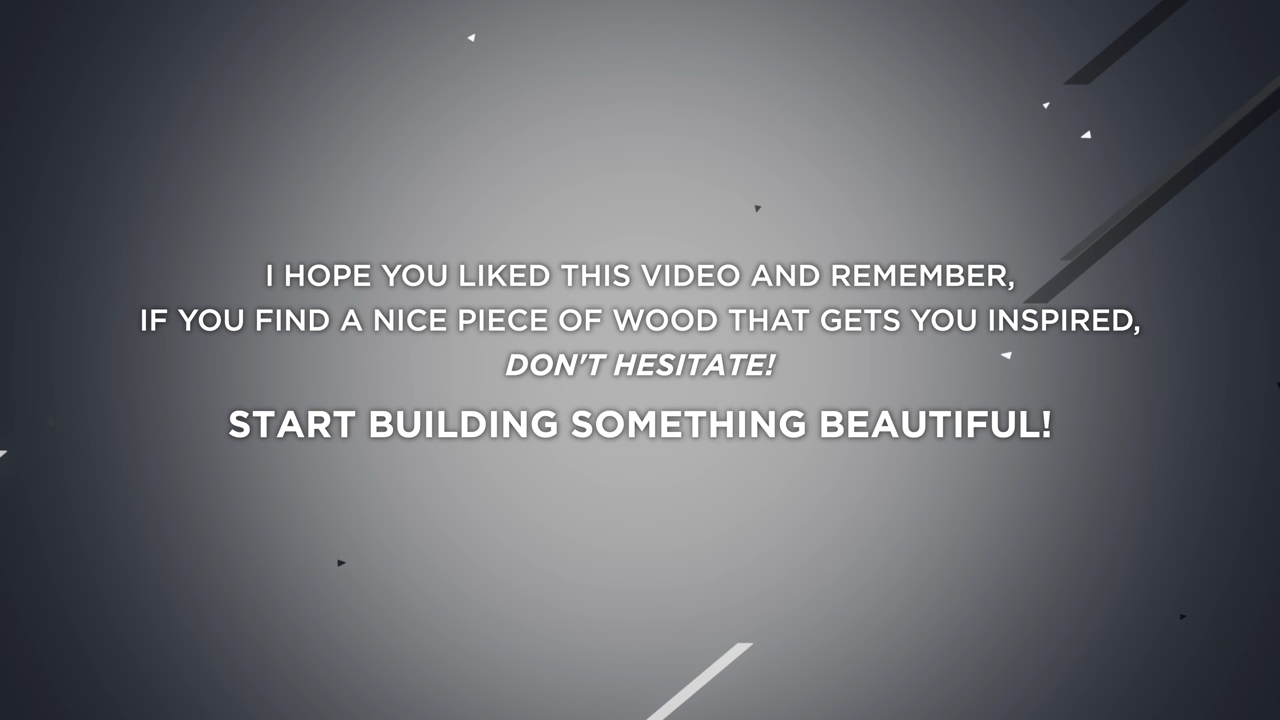 I HOPE YOU LIKED THIS VIDEO AND REMEMBER,
IF YOU FIND A NICE PIECE OF WOOD THAT GETS YOU INSPIRED,
DON'T HESITATE!
START BUILDING SOMETHING BEAUTIFUL!